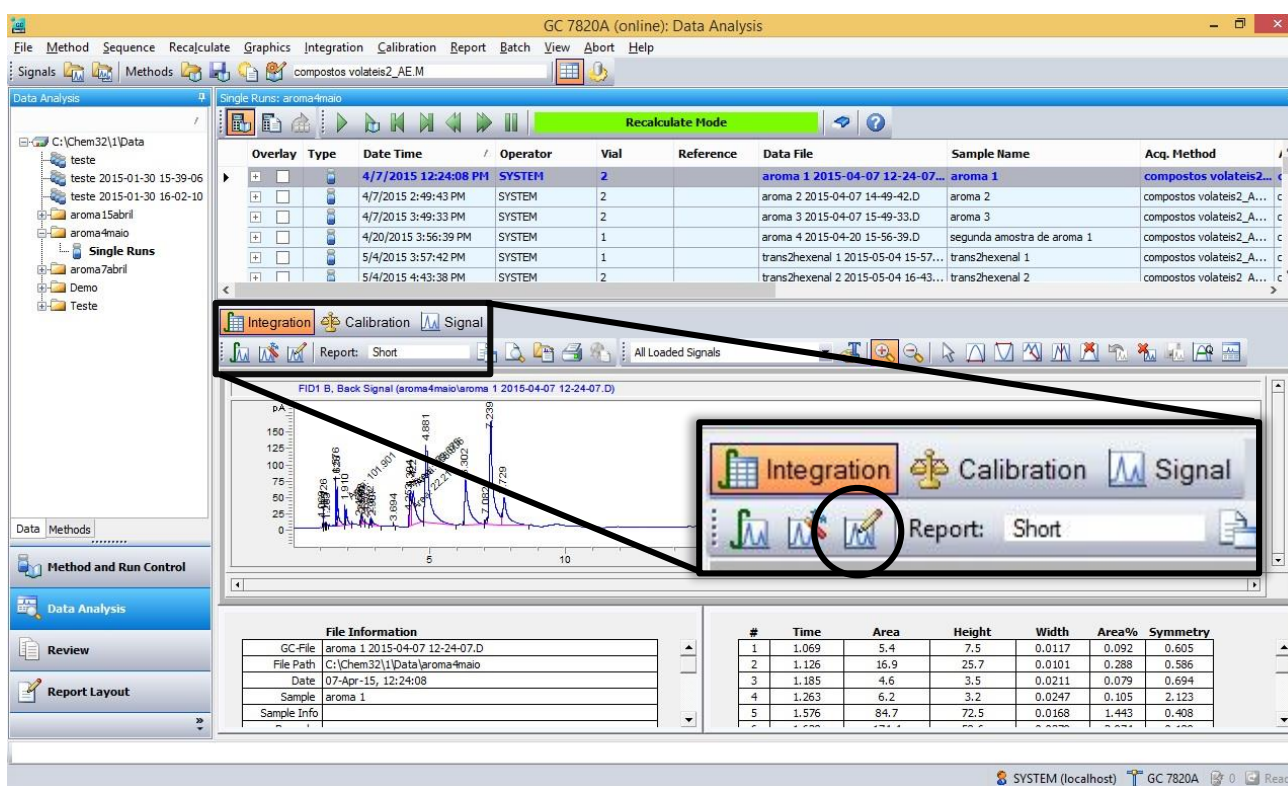 GC 7820A (online): Data Analysis
File Method Sequence Recalculate Graphics Integration Calibration Report Batch View Abort Help
Signals Methods compostos volateis2_AE.M
Data Analysis
C:\Chem32\1\Data
teste
teste 2015-01-30 15-39-06
teste 2015-01-30 16-02-10
aroma15abril
aroma4maio
Single Runs
aroma7abril
Demo
Teste
Data Methods
Method and Run Control
Data Analysis
Review
Report Layout
Single Runs: aroma4maio
Recalculate Mode
Overlay Type Date Time Operator Vial Reference Data File Sample Name Acq. Method
4/7/2015 12:24:08 PM SYSTEM 2 aroma 1 2015-04-07 12-24-07... aroma 1 compostos volateis2...
4/7/2015 2:49:43 PM SYSTEM 2 aroma 2 2015-04-07 14-49-42.D aroma 2 compostos volateis2_A...
4/7/2015 3:49:33 PM SYSTEM 2 aroma 3 2015-04-07 15-49-33.D aroma 3 compostos volateis2_A...
4/20/2015 3:56:39 PM SYSTEM 1 aroma 4 2015-04-20 15-56-39.D segunda amostra de aroma 1 compostos volateis2_A...
5/4/2015 3:57:42 PM SYSTEM 1 trans2hexenal 1 2015-05-04 15-57... trans2hexenal 1 compostos volateis2_A...
5/4/2015 4:43:38 PM SYSTEM 2 trans2hexenal 2 2015-05-04 16-43... trans2hexenal 2 compostos volateis2_A...
Integration Calibration Signal
Report: Short All Loaded Signals
FID1 B, Back Signal (aroma4maio\aroma 1 2015-04-07 12-24-07.D)
pA
150
125
100
75
50
25
0
1.910
101.901
3.694
4.881
7.082
7.239
5 10
Integration Calibration Signal
Report: Short
File Information
GC-File aroma 1 2015-04-07 12-24-07.D
File Path C:\Chem32\1\Data\aroma4maio
Date 07-Apr-15, 12:24:08
Sample aroma 1
Sample Info
# Time Area Height Width Area% Symmetry
1 1.069 5.4 7.5 0.0117 0.092 0.605
2 1.126 16.9 25.7 0.0101 0.288 0.586
3 1.185 4.6 3.5 0.0211 0.079 0.694
4 1.263 6.2 3.2 0.0247 0.105 2.123
5 1.576 84.7 72.5 0.0168 1.443 0.408
SYSTEM (localhost) GC 7820A 0 Read